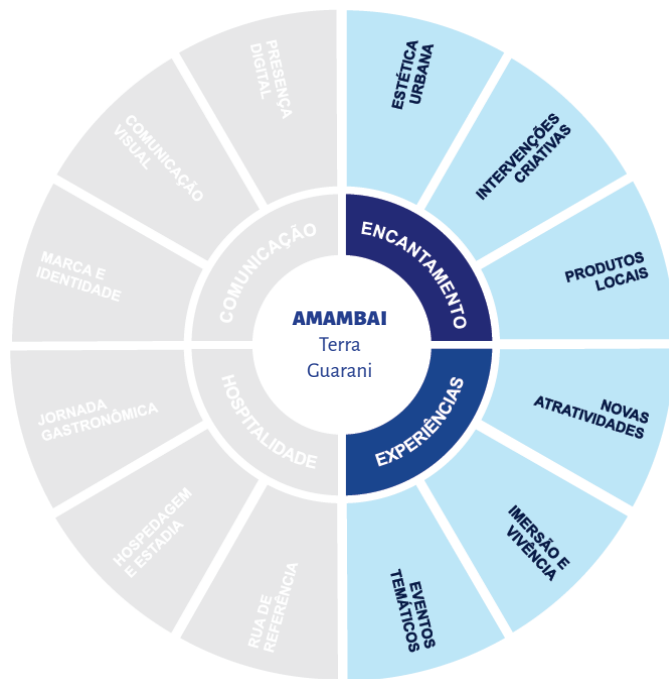 PRESENÇA
DIGITAL
COMUNICAÇÃO
VISUAL
MARCA E
IDENTIDADE
COMUNICAÇÃO
ESTÉTICA
URBANA
INTERVENÇÕES
CRIATIVAS
PRODUTOS
LOCAIS
ENCANTAMENTO
AMAMBAI
Terra
Guarani
HOSPITALIDADE
JORNADA
GASTRONÔMICA
HOSPEDAGEM
E ESTADIA
RUA DE
REFERÊNCIA
EXPERIÊNCIAS
NOVAS
ATRATIVIDADES
IMERSÃO E
VIVÊNCIA
EVENTOS
TEMÁTICOS